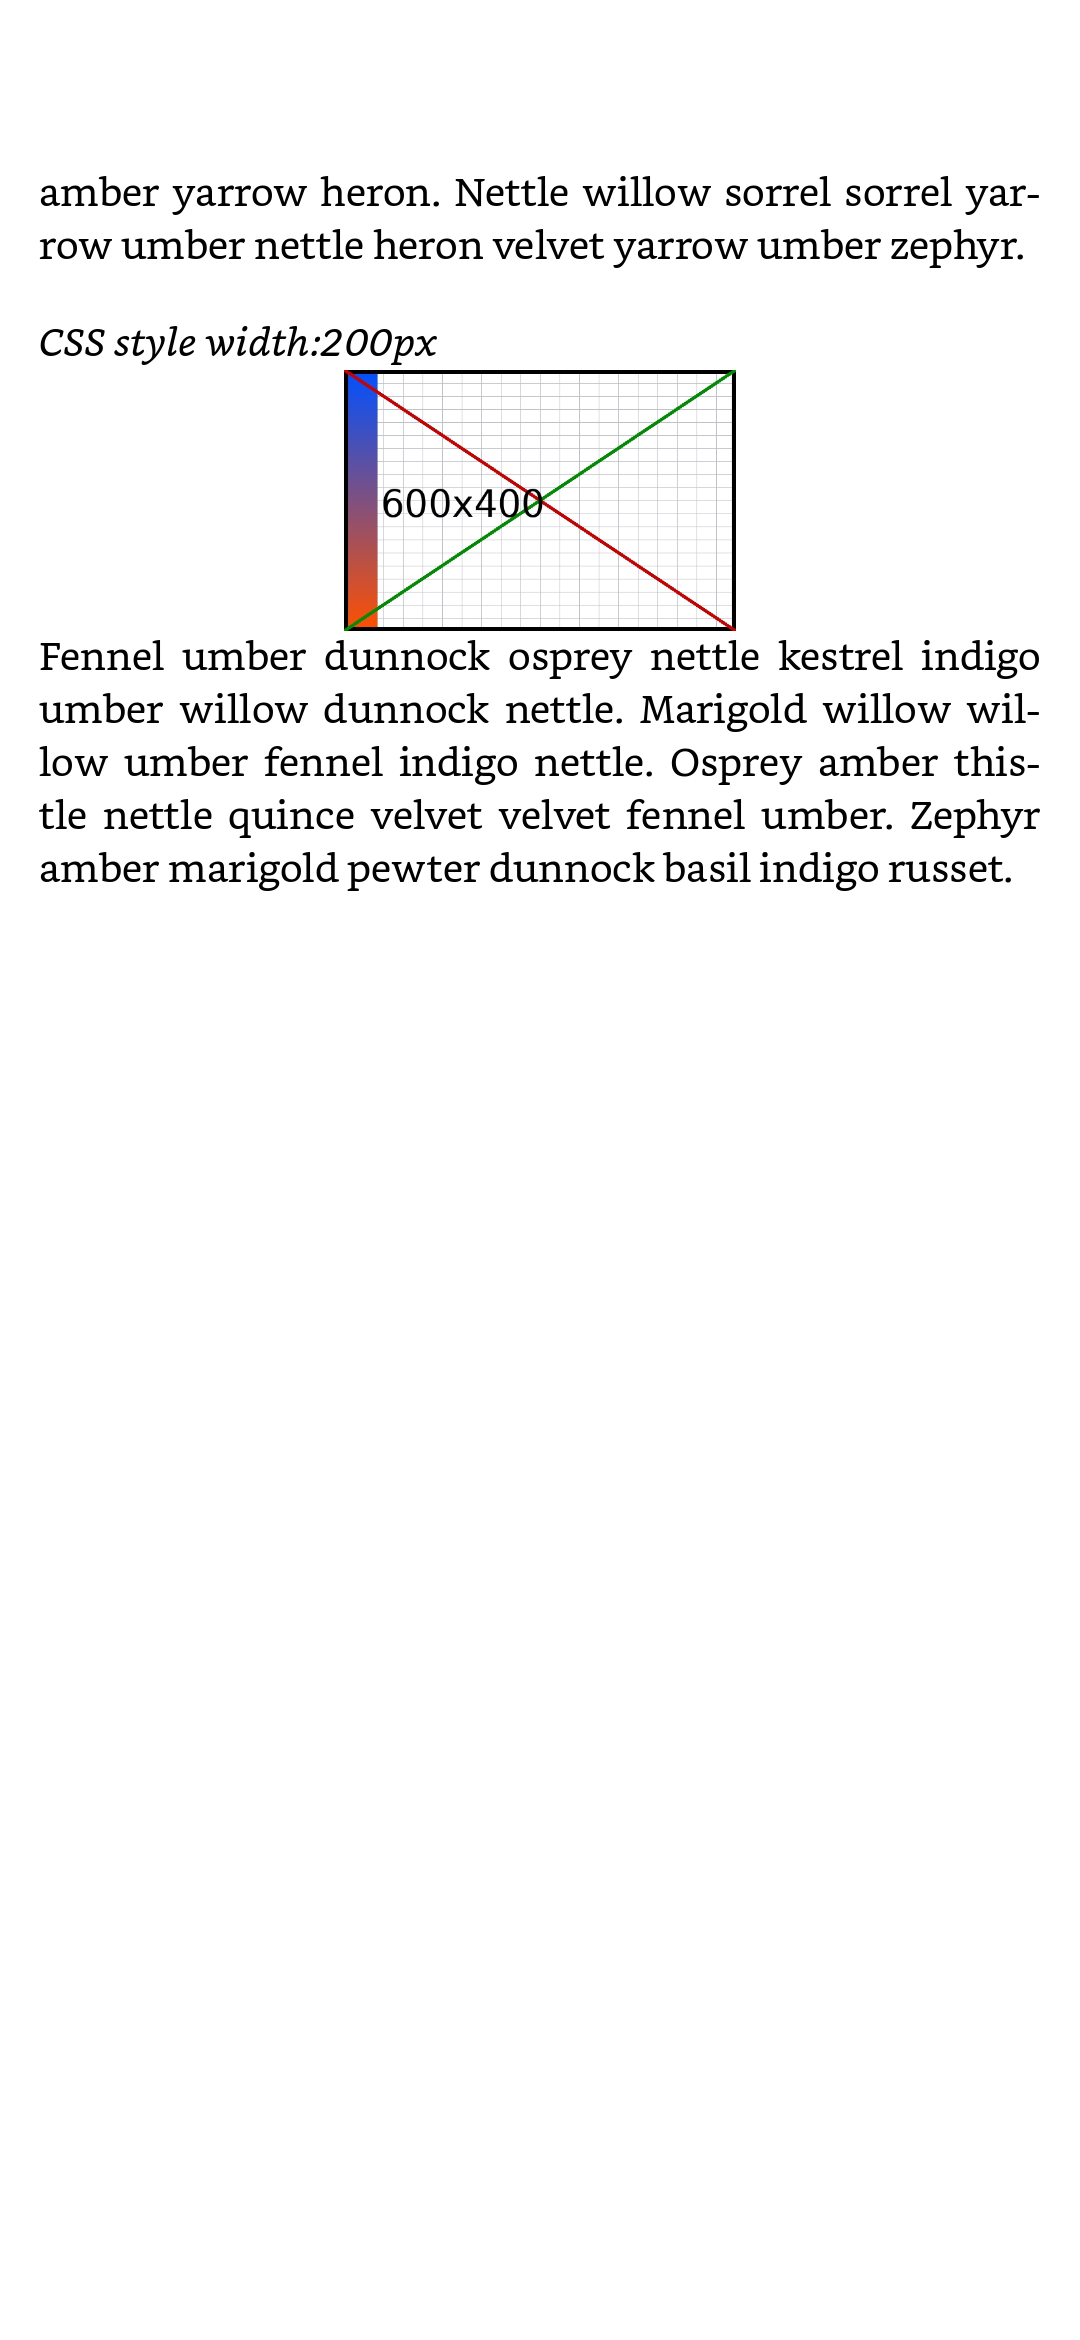 amber yarrow heron. Nettle willow sorrel sorrel yar-
row umber nettle heron velvet yarrow umber zephyr.
CSS style width:200px
600x400
Fennel umber dunnock osprey nettle kestrel indigo
umber willow dunnock nettle. Marigold willow wil-
low umber fennel indigo nettle. Osprey amber this-
tle nettle quince velvet velvet fennel umber. Zephyr
amber marigold pewter dunnock basil indigo russet.